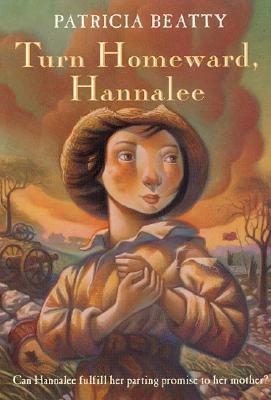 PATRICIA BEATTY
Turn Homeward,
Hannalee
Can Hannalee fulfill her parting promise to her mother?